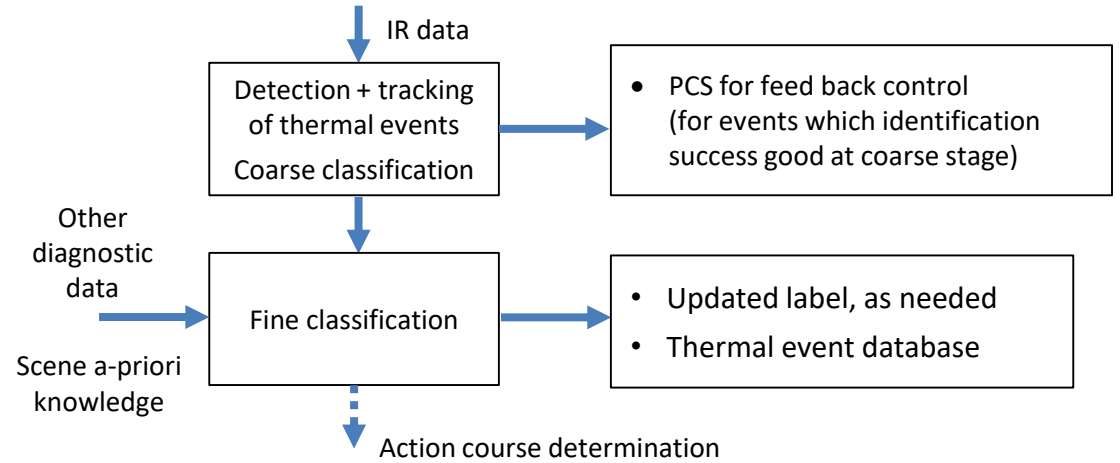 IR data
Detection + tracking
of thermal events
Coarse classification
• PCS for feed back control
(for events which identification
success good at coarse stage)
Other
diagnostic
data
Scene a-priori
knowledge
Fine classification
• Updated label, as needed
• Thermal event database
Action course determination